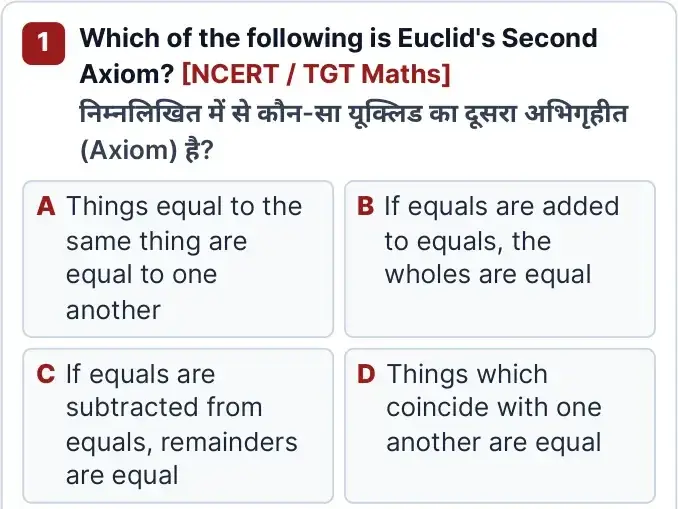 1 Which of the following is Euclid's Second
Axiom? [NCERT / TGT Maths]
निम्नलिखित में से कौन-सा यूक्लिड का दूसरा अभिगृहीत
(Axiom) है?
A Things equal to the
same thing are
equal to one
another
B If equals are added
to equals, the
wholes are equal
C If equals are
subtracted from
equals, remainders
are equal
D Things which
coincide with one
another are equal